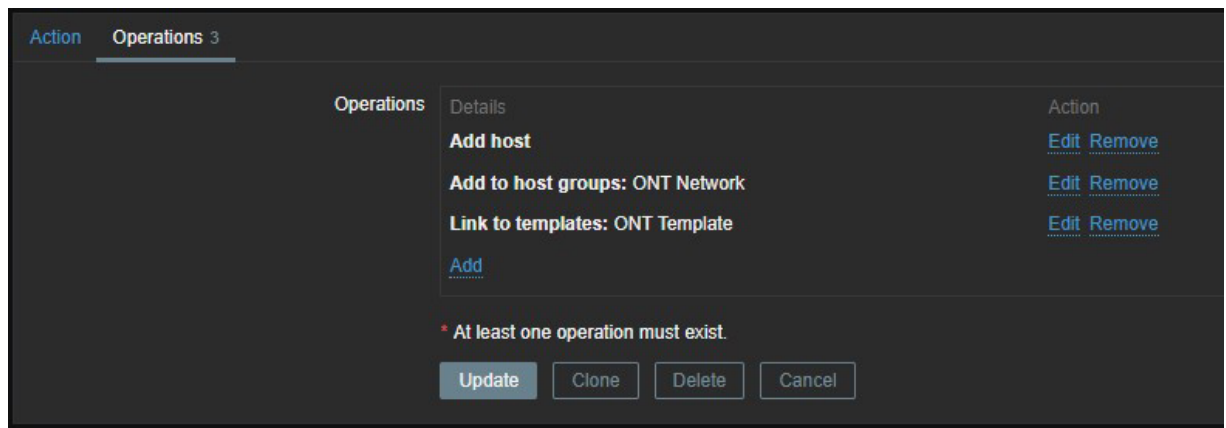 Action Operations 3
Operations Details Action
Add host Edit Remove
Add to host groups: ONT Network Edit Remove
Link to templates: ONT Template Edit Remove
Add
* At least one operation must exist.
Update Clone Delete Cancel